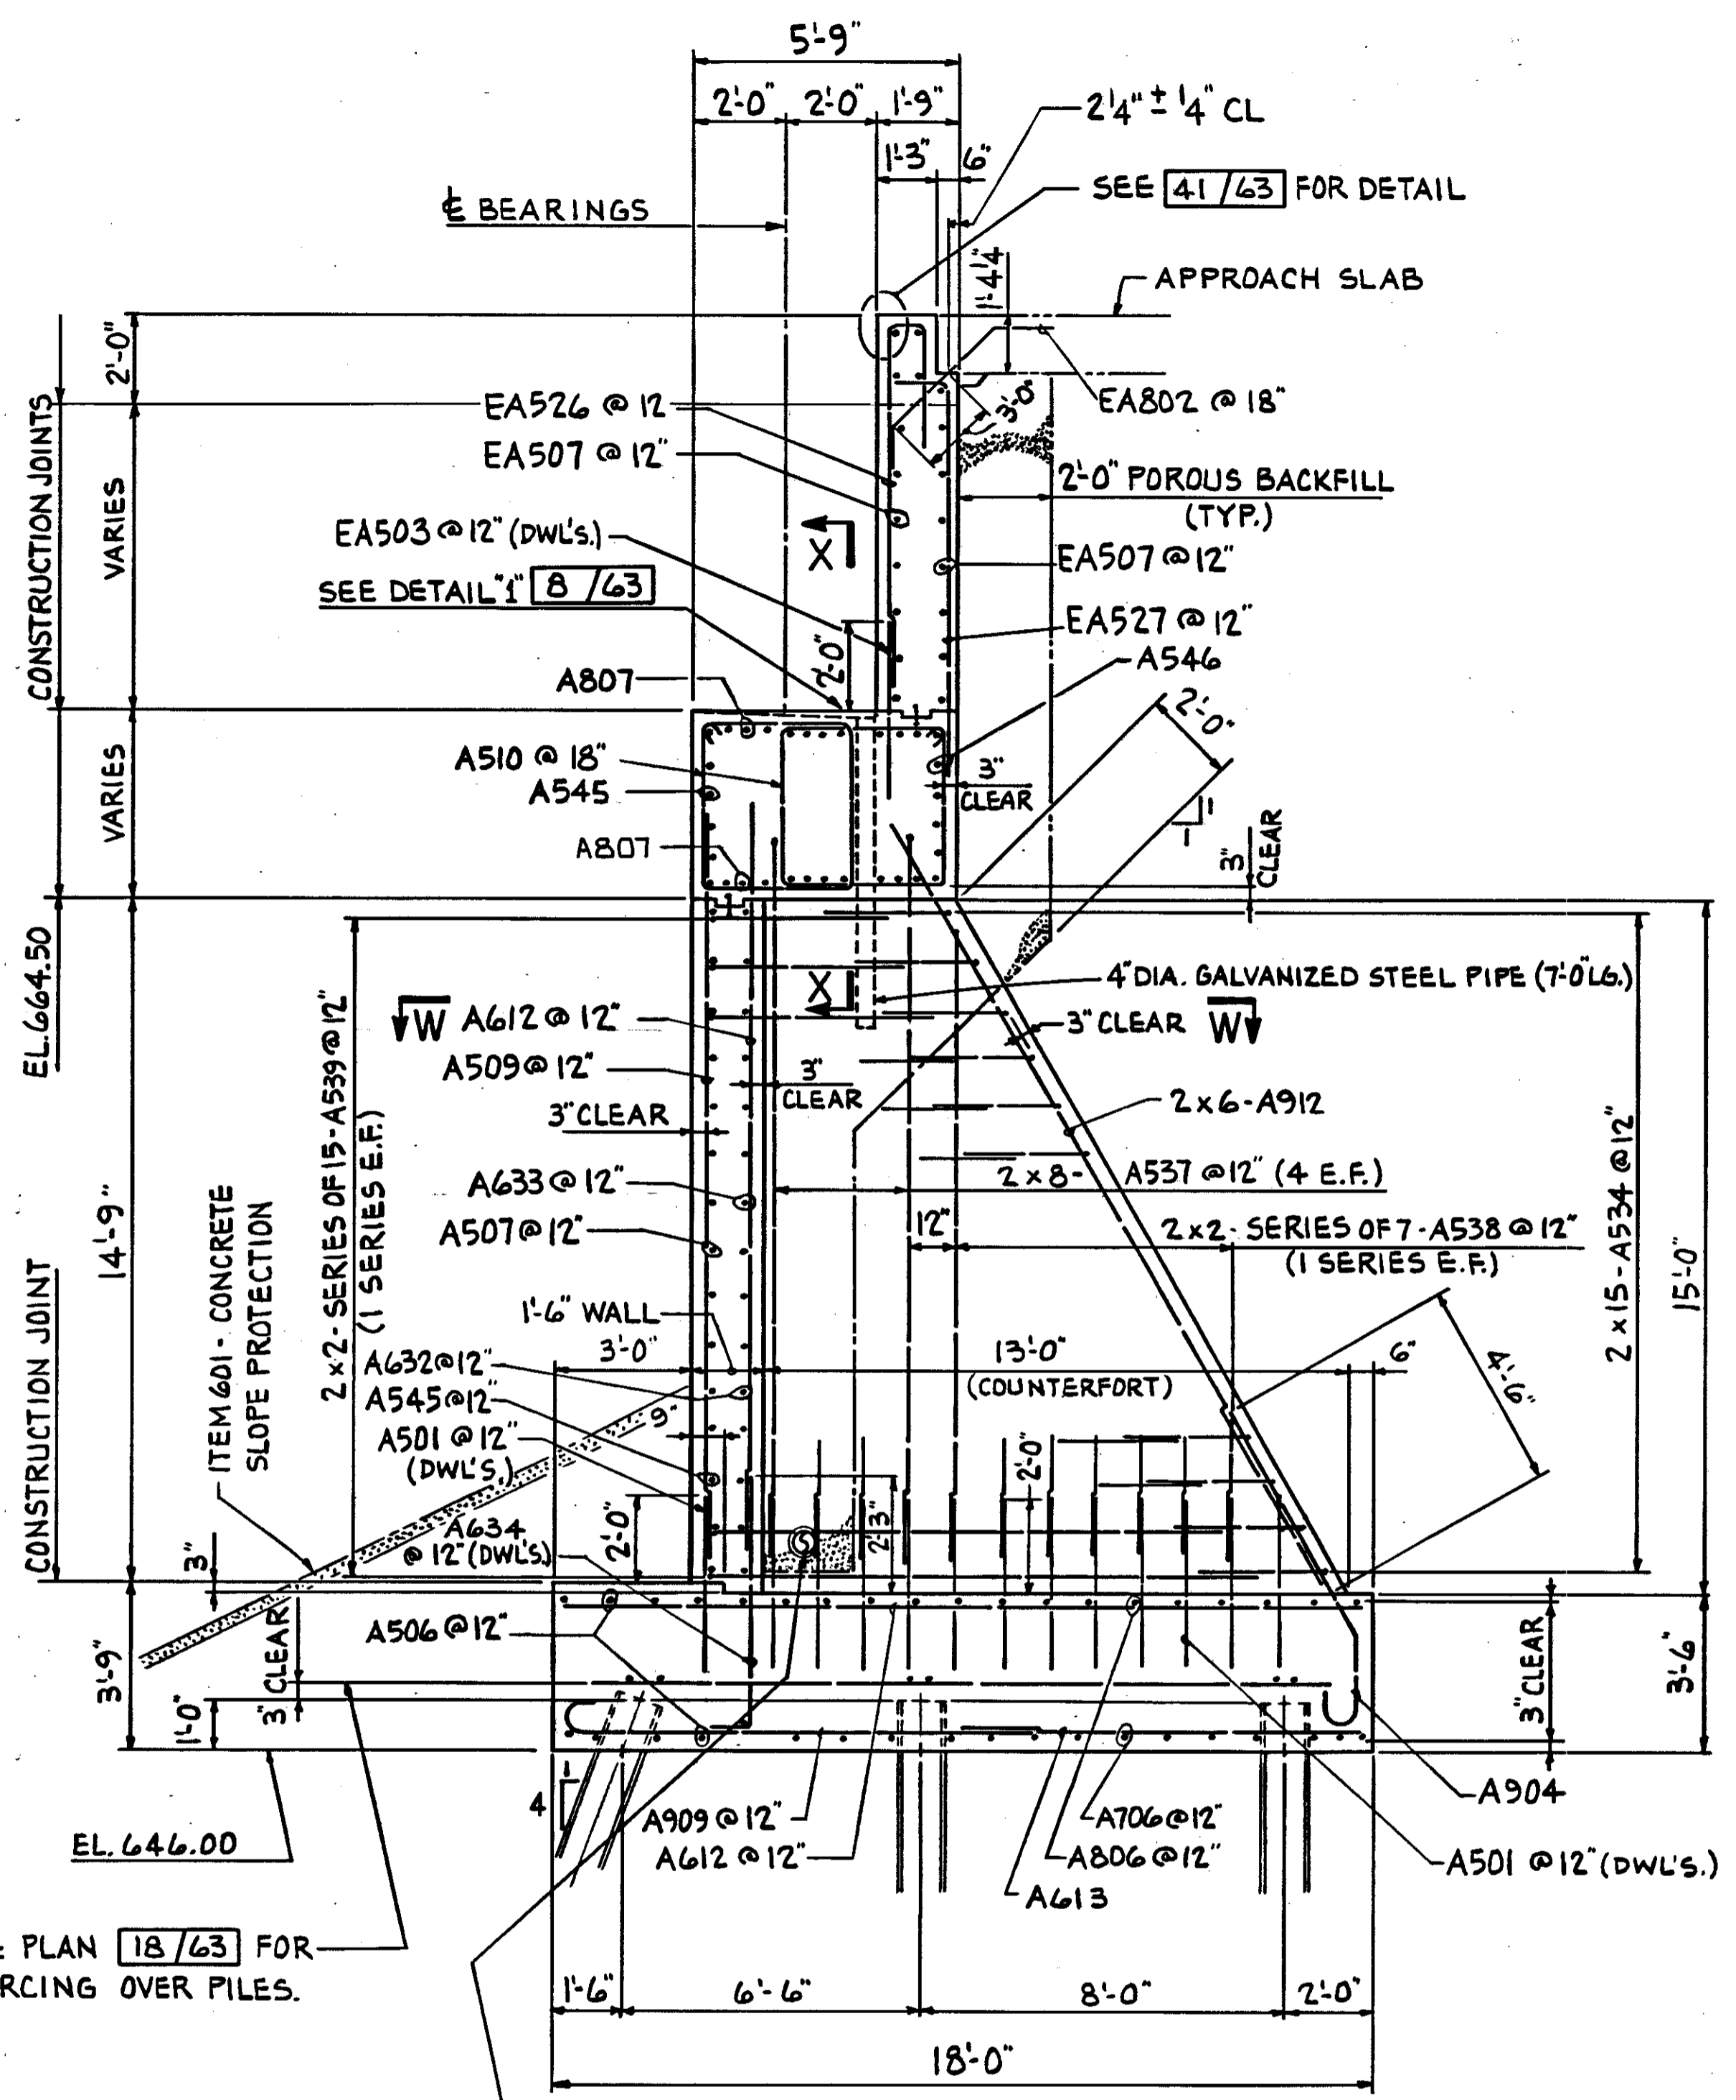 5'-9"
2'-0" 2'-0" 1'-9"
2 1/4" ± 1/4" CL
1'-3" 6"
SEE 41 /63 FOR DETAIL
℄ BEARINGS
1'-4 1/4"
APPROACH SLAB
2'-0"
CONSTRUCTION JOINTS
EA526 @ 12
3'-0"
EA802 @ 18"
EA507 @ 12"
2'-0" POROUS BACKFILL
(TYP.)
VARIES
EA503 @ 12" (DWL'S.)
X
EA507 @ 12"
SEE DETAIL "1" 8 /63
EA527 @ 12"
2'-0"
A546
A807
2'-0"
VARIES
A510 @ 18"
A545
3"
CLEAR
1
1
A807
3"
CLEAR
EL. 664.50
X
4" DIA. GALVANIZED STEEL PIPE (7'-0" LG.)
W
A612 @ 12"
3" CLEAR
W
A509 @ 12"
3"
CLEAR
3" CLEAR
2 x 6 - A912
2 x 2 - SERIES OF 15 - A539 @ 12"
(1 SERIES E.F.)
A633 @ 12"
2 x 8 - A537 @ 12" (4 E.F.)
A507 @ 12"
12"
2 x 2 - SERIES OF 7 - A538 @ 12"
(1 SERIES E.F.)
2 x 15 - A534 @ 12"
15'-0"
14'-9"
CONSTRUCTION JOINT
ITEM 601 - CONCRETE
SLOPE PROTECTION
1'-6" WALL
3'-0"
13'-0"
(COUNTERFORT)
6"
4'-6"
A632 @ 12"
A545 @ 12"
9"
A501 @ 12"
(DWL'S.)
2'-0"
A634
@ 12" (DWL'S.)
2'-0"
2'-3"
S
3"
A506 @ 12"
3'-9"
3" CLEAR
1'-0"
3" CLEAR
3'-6"
4
1
A904
A909 @ 12"
A706 @ 12"
EL. 646.00
A612 @ 12"
A806 @ 12"
A501 @ 12" (DWL'S.)
A613
PLAN 18 /63 FOR
RCING OVER PILES.
1'-6" 6'-6" 8'-0" 2'-0"
18'-0"